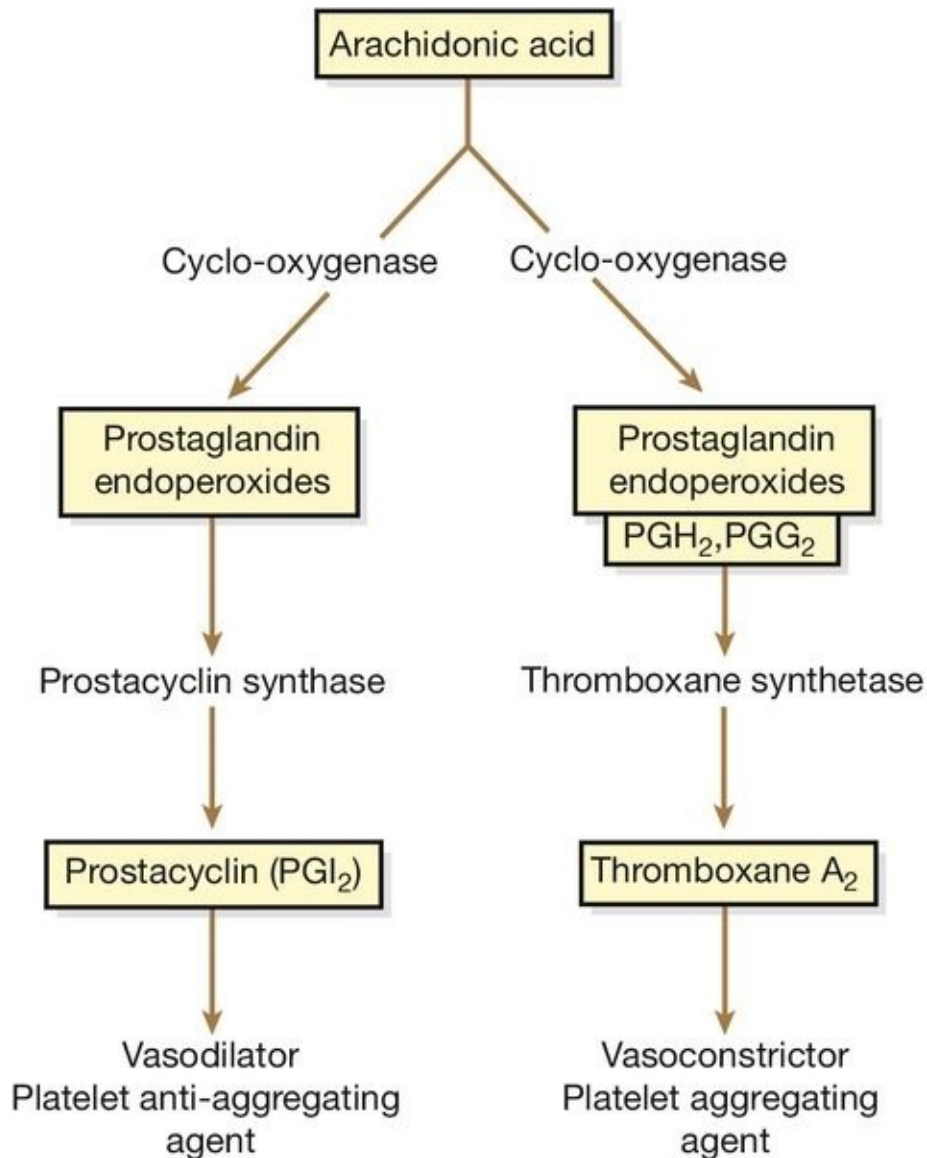 Arachidonic acid
Cyclo-oxygenase
Cyclo-oxygenase
Prostaglandin
endoperoxides
Prostaglandin
endoperoxides
PGH₂,PGG₂
Prostacyclin synthase
Thromboxane synthetase
Prostacyclin (PGI₂)
Thromboxane A₂
Vasodilator
Platelet anti-aggregating
agent
Vasoconstrictor
Platelet aggregating
agent